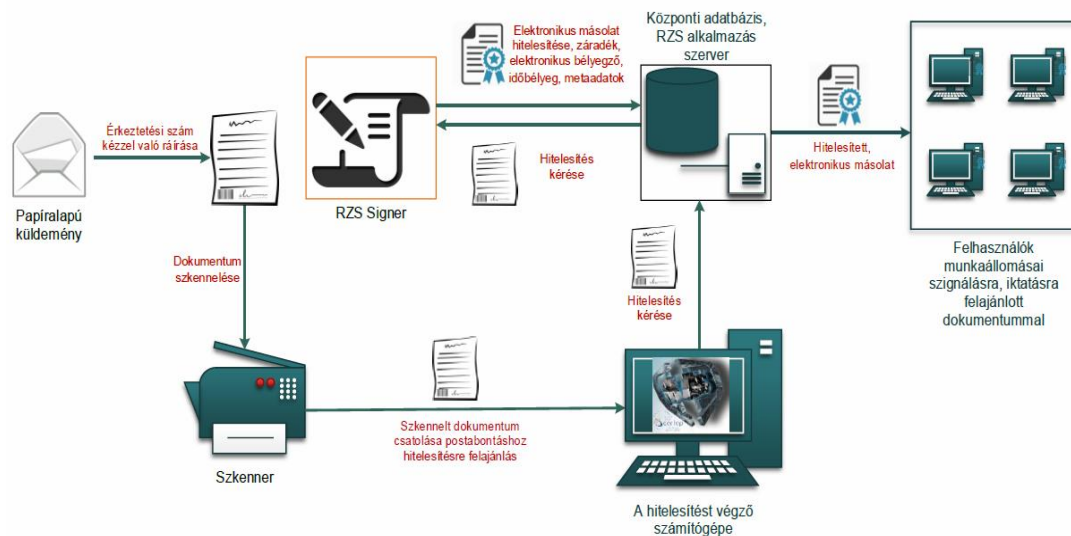 Elektronikus másolat
hitelesítése, záradék,
elektronikus bélyegző,
időbélyeg, metaadatok
Központi adatbázis,
RZS alkalmazás
szerver
Érkeztetési szám
kézzel való ráírása
Papíralapú
küldemény
RZS Signer
Hitelesítés
kérése
Hitelesített,
elektronikus másolat
Felhasználók
munkaállomásai
szignálásra, iktatásra
felajánlott
dokumentummal
Dokumentum
szkennelése
Hitelesítés
kérése
Szkennelt dokumentum
csatolása postabontáshoz
hitelesítésre felajánlás
Szkenner
A hitelesítést végző
számítógépe